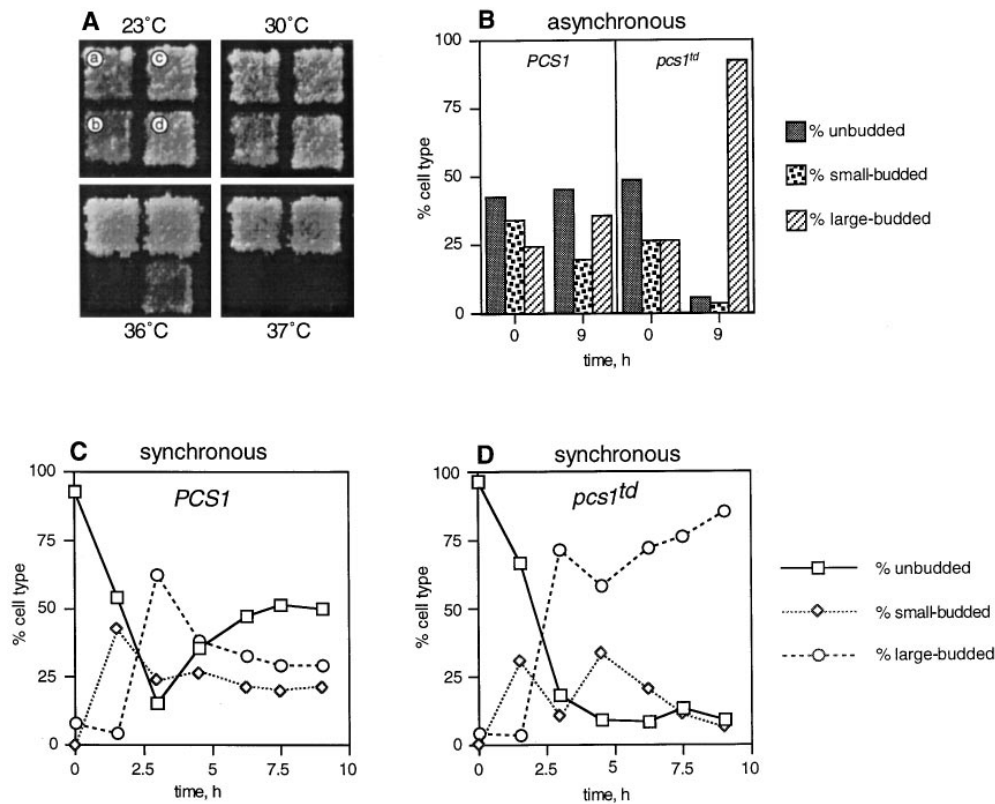 A
23°C 30°C
a c
b d
36°C 37°C
B asynchronous
PCS1 pcs1td
100
75
50
25
0
% cell type
0 9 0 9
time, h
% unbudded
% small-budded
% large-budded
C synchronous
PCS1
100
75
50
25
0
% cell type
0 2.5 5 7.5 10
time, h
D synchronous
pcs1td
100
75
50
25
0
% cell type
0 2.5 5 7.5 10
time, h
% unbudded
% small-budded
% large-budded